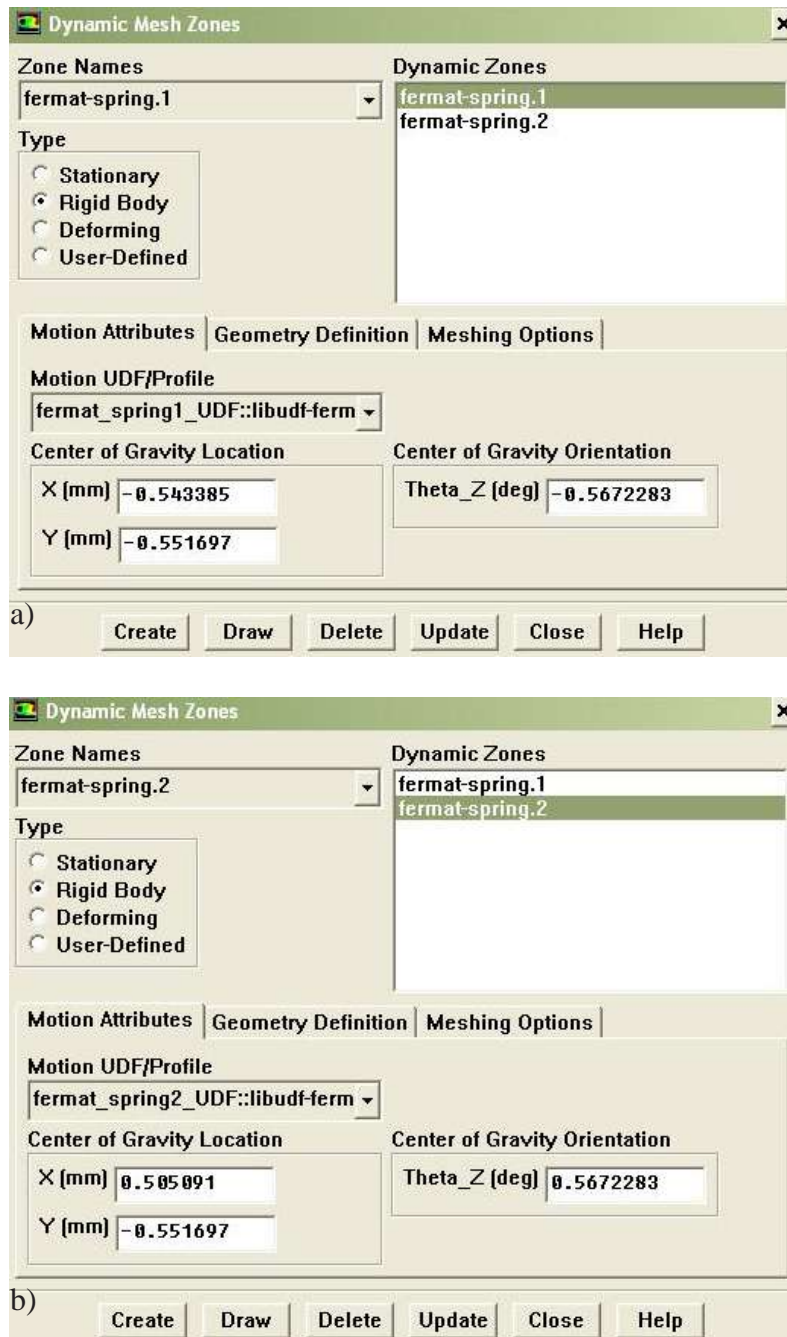 Dynamic Mesh Zones
Zone Names
Dynamic Zones
fermat-spring.1
fermat-spring.1
fermat-spring.2
Type
Stationary
Rigid Body
Deforming
User-Defined
Motion Attributes Geometry Definition Meshing Options
Motion UDF/Profile
fermat_spring1_UDF::libudf-ferm
Center of Gravity Location
Center of Gravity Orientation
X (mm) -0.543385
Theta_Z (deg) -0.5672283
Y (mm) -0.551697
a)
Create Draw Delete Update Close Help
Dynamic Mesh Zones
Zone Names
Dynamic Zones
fermat-spring.2
fermat-spring.1
fermat-spring.2
Type
Stationary
Rigid Body
Deforming
User-Defined
Motion Attributes Geometry Definition Meshing Options
Motion UDF/Profile
fermat_spring2_UDF::libudf-ferm
Center of Gravity Location
Center of Gravity Orientation
X (mm) 0.505091
Theta_Z (deg) 0.5672283
Y (mm) -0.551697
b)
Create Draw Delete Update Close Help